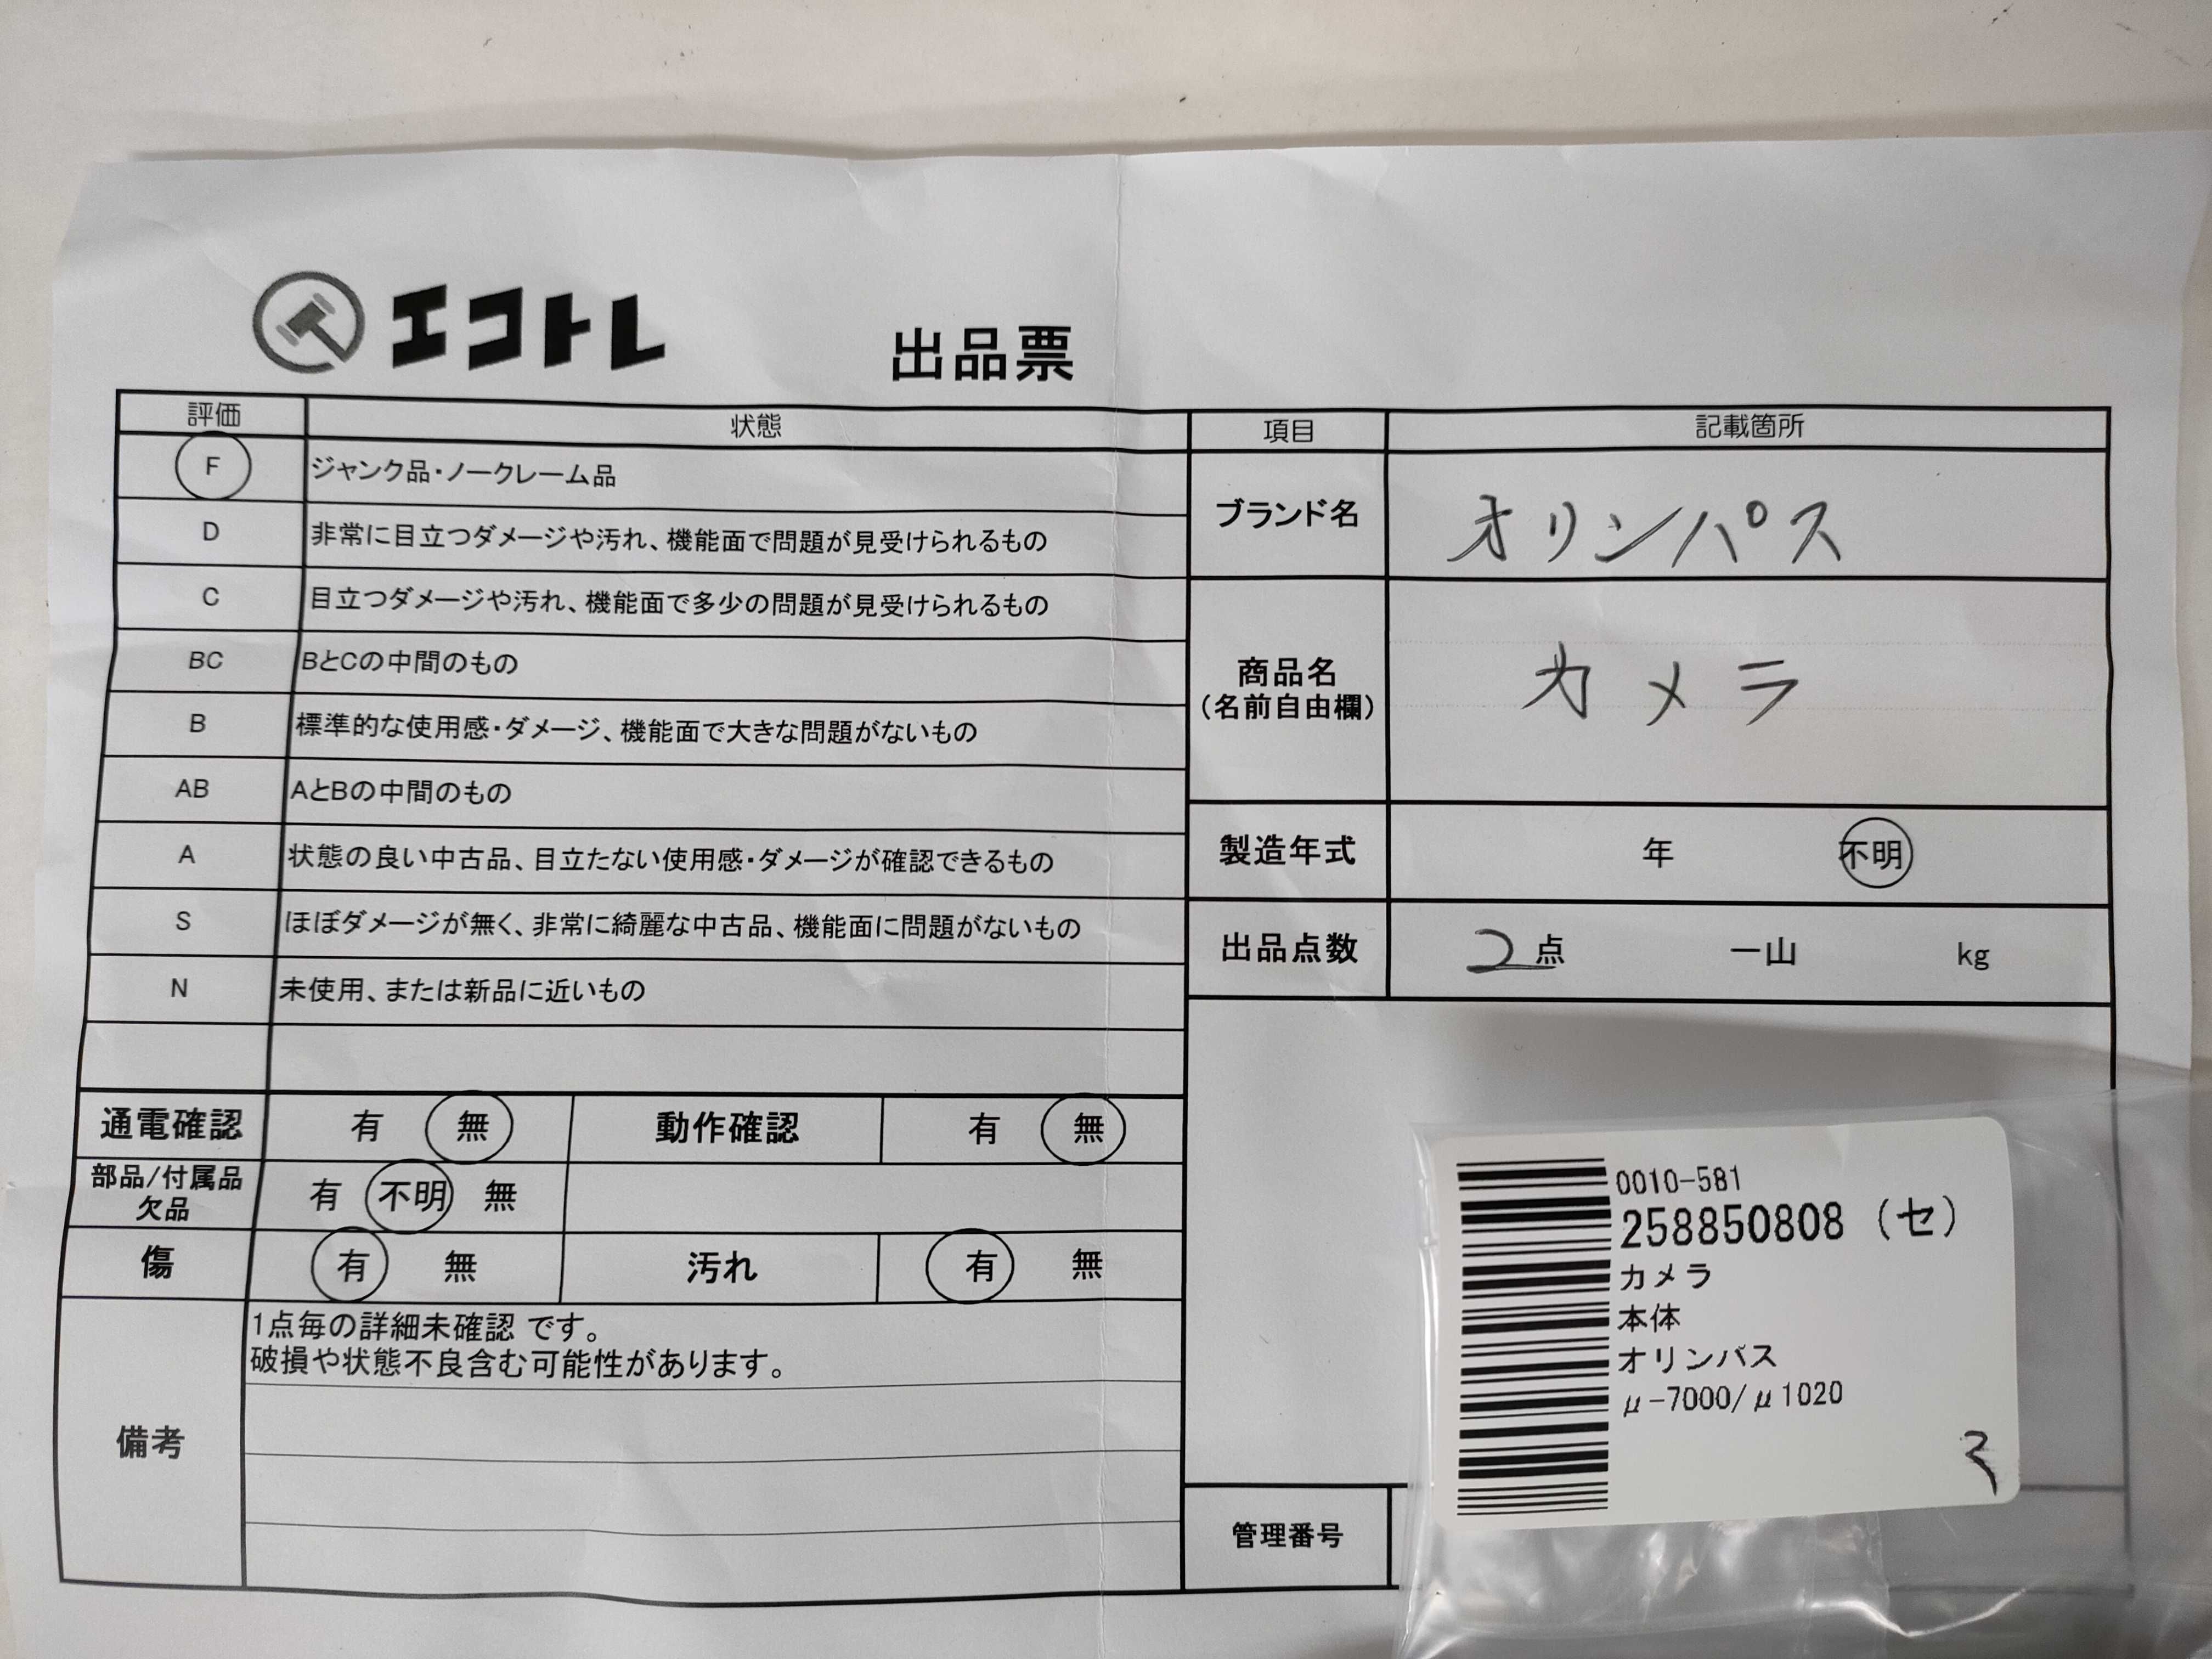 エコトレ
出品票
評価 状態
F ジャンク品・ノークレーム品
D 非常に目立つダメージや汚れ、機能面で問題が見受けられるもの
C 目立つダメージや汚れ、機能面で多少の問題が見受けられるもの
BC BとCの中間のもの
B 標準的な使用感・ダメージ、機能面で大きな問題がないもの
AB AとBの中間のもの
A 状態の良い中古品、目立たない使用感・ダメージが確認できるもの
S ほぼダメージが無く、非常に綺麗な中古品、機能面に問題がないもの
N 未使用、または新品に近いもの
通電確認 有 無 動作確認 有 無
部品/付属品
欠品 有 不明 無
傷 有 無 汚れ 有 無
備考
1点毎の詳細未確認 です。
破損や状態不良含む可能性があります。
項目 記載箇所
ブランド名 オリンパス
商品名
（名前自由欄） カメラ
製造年式 年 不明
出品点数 2点 一山 kg
管理番号
0010-581
258850808（セ）
カメラ
本体
オリンパス
μ-7000/μ1020